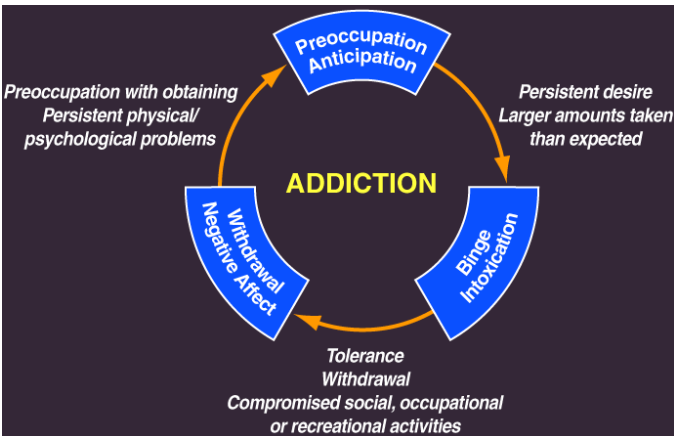 Preoccupation
Anticipation
Preoccupation with obtaining
Persistent physical/
psychological problems
Persistent desire
Larger amounts taken
than expected
ADDICTION
Withdrawal
Negative Affect
Binge
Intoxication
Tolerance
Withdrawal
Compromised social, occupational
or recreational activities